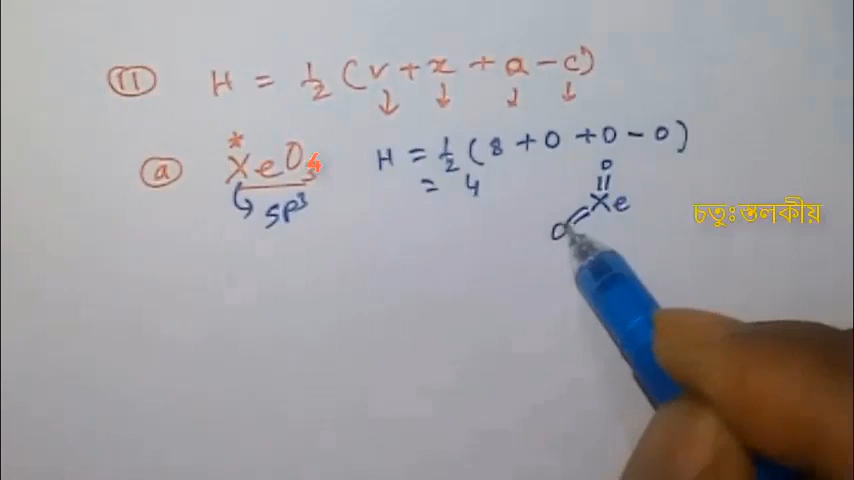 11 H = 1/2 (v + x + a - c)
a * XeO4 H = 1/2 (8 + 0 + 0 - 0)
= 4
sp3
O
Xe
O
চতুঃস্তলকীয়